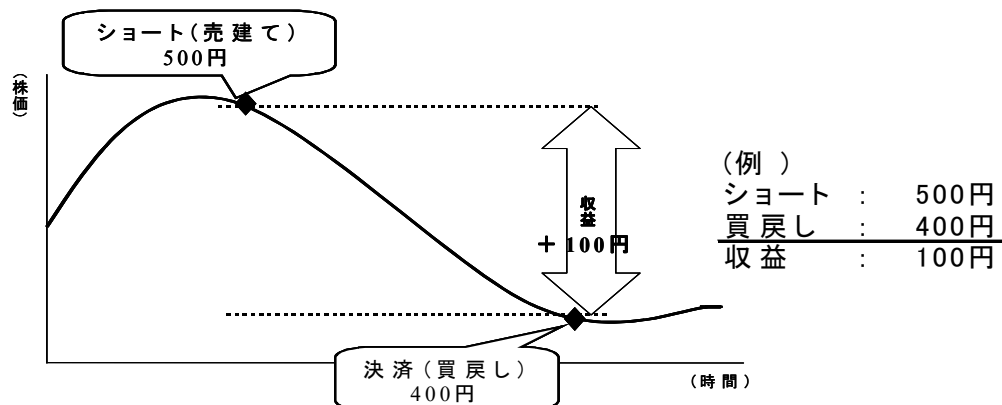 ショート(売建て)
500円
(株価)
収益
+100円
(例)
ショート : 500円
買戻し : 400円
収益 : 100円
決済(買戻し)
400円
(時間)